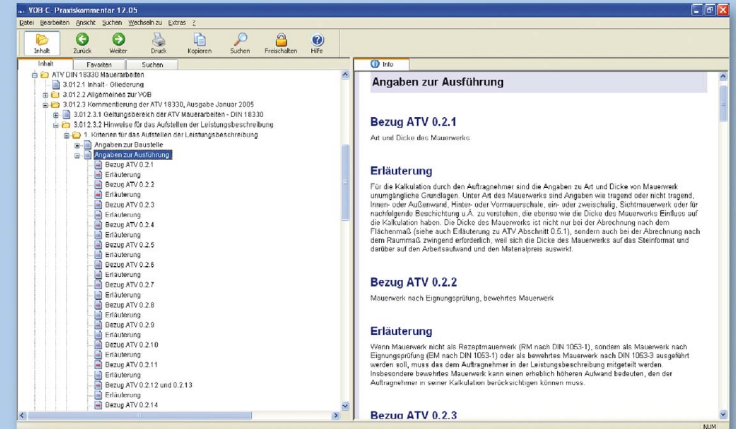 VOB C Praxiskommentar 12.05
Datei Bearbeiten Ansicht Suchen Wechseln zu Extras ?
Inhalt Zurück Weiter Druck Kopieren Suchen Freischalten Hilfe
Inhalt Favoriten Suchen
ATV DIN 18330 Mauerarbeiten
3.012.1 Inhalt - Gliederung
3.012.2 Allgemeines zur VOB
3.012.3 Kommentierung der ATV 18330, Ausgabe Januar 2005
3.012.3.1 Geltungsbereich der ATV Mauerarbeiten - DIN 18330
3.012.3.2 Hinweise für das Aufstellen der Leistungsbeschreibung
1. Kriterien für das Aufstellen der Leistungsbeschreibung
Angaben zur Baustelle
Angaben zur Ausführung
Bezug ATV 0.2.1
Erläuterung
Bezug ATV 0.2.2
Erläuterung
Bezug ATV 0.2.3
Erläuterung
Bezug ATV 0.2.4
Erläuterung
Bezug ATV 0.2.5
Erläuterung
Bezug ATV 0.2.6
Erläuterung
Bezug ATV 0.2.7
Erläuterung
Bezug ATV 0.2.8
Erläuterung
Bezug ATV 0.2.9
Erläuterung
Bezug ATV 0.2.10
Erläuterung
Bezug ATV 0.2.11
Erläuterung
Bezug ATV 0.2.12 und 0.2.13
Erläuterung
Bezug ATV 0.2.14
Info
Angaben zur Ausführung
Bezug ATV 0.2.1
Art und Dicke des Mauerwerks
Erläuterung
Für die Kalkulation durch den Auftragnehmer sind die Angaben zu Art und Dicke von Mauerwerk
unumgängliche Grundlagen. Unter Art des Mauerwerks sind Angaben wie tragend oder nicht tragend,
Innen- oder Außenwand, Hinter- oder Vormauerschale, ein- oder zweischalig, Sichtmauerwerk oder für
nachfolgende Beschichtung u.Ä. zu verstehen, die ebenso wie die Dicke des Mauerwerks Einfluss auf
die Kalkulation haben. Die Dicke des Mauerwerks ist nicht nur bei der Abrechnung nach dem
Flächenmaß (siehe auch Erläuterung zu ATV Abschnitt 0.5.1), sondern auch bei der Abrechnung nach
dem Raummaß zwingend erforderlich, weil sich die Dicke des Mauerwerks auf das Steinformat und
darüber auf den Arbeitsaufwand und den Materialpreis auswirkt.
Bezug ATV 0.2.2
Mauerwerk nach Eignungsprüfung, bewehrtes Mauerwerk
Erläuterung
Wenn Mauerwerk nicht als Rezeptmauerwerk (RM nach DIN 1053-1), sondern als Mauerwerk nach
Eignungsprüfung (EM nach DIN 1053-1) oder als bewehrtes Mauerwerk nach DIN 1053-3 ausgeführt
werden soll, muss das dem Auftragnehmer in der Leistungsbeschreibung mitgeteilt werden.
Insbesondere bewehrtes Mauerwerk kann einen erheblich höheren Aufwand bedeuten, den der
Auftragnehmer in seiner Kalkulation berücksichtigen können muss.
Bezug ATV 0.2.3
NUM